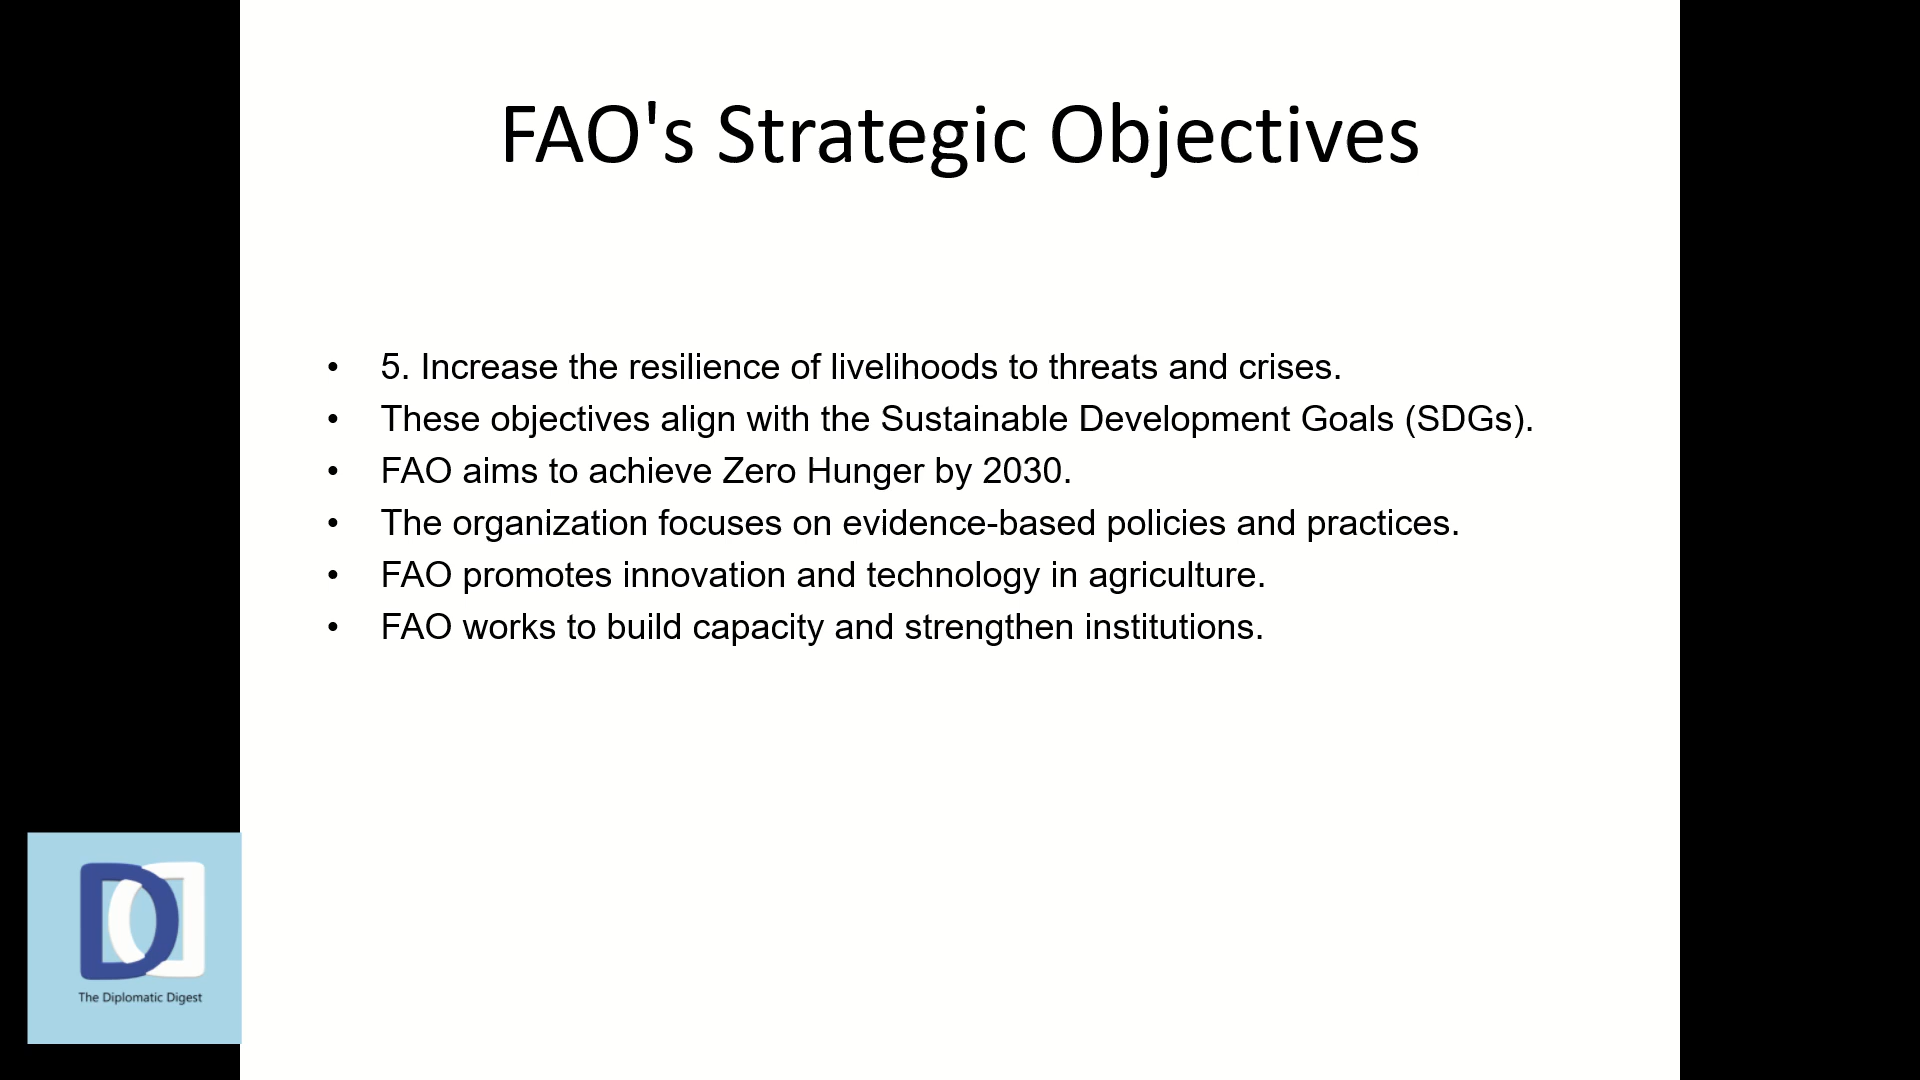 FAO's Strategic Objectives
• 5. Increase the resilience of livelihoods to threats and crises.
• These objectives align with the Sustainable Development Goals (SDGs).
• FAO aims to achieve Zero Hunger by 2030.
• The organization focuses on evidence-based policies and practices.
• FAO promotes innovation and technology in agriculture.
• FAO works to build capacity and strengthen institutions.
The Diplomatic Digest